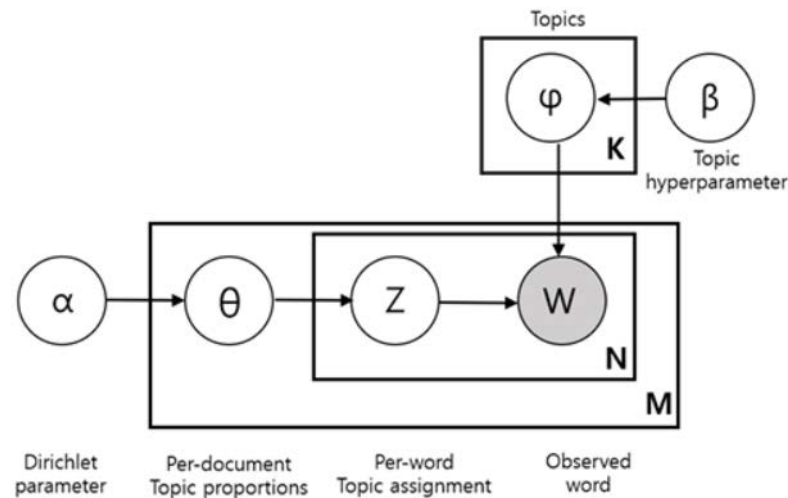 Topics
φ
β
K
Topic
hyperparameter
α
θ
Z
W
N
M
Dirichlet
parameter
Per-document
Topic proportions
Per-word
Topic assignment
Observed
word